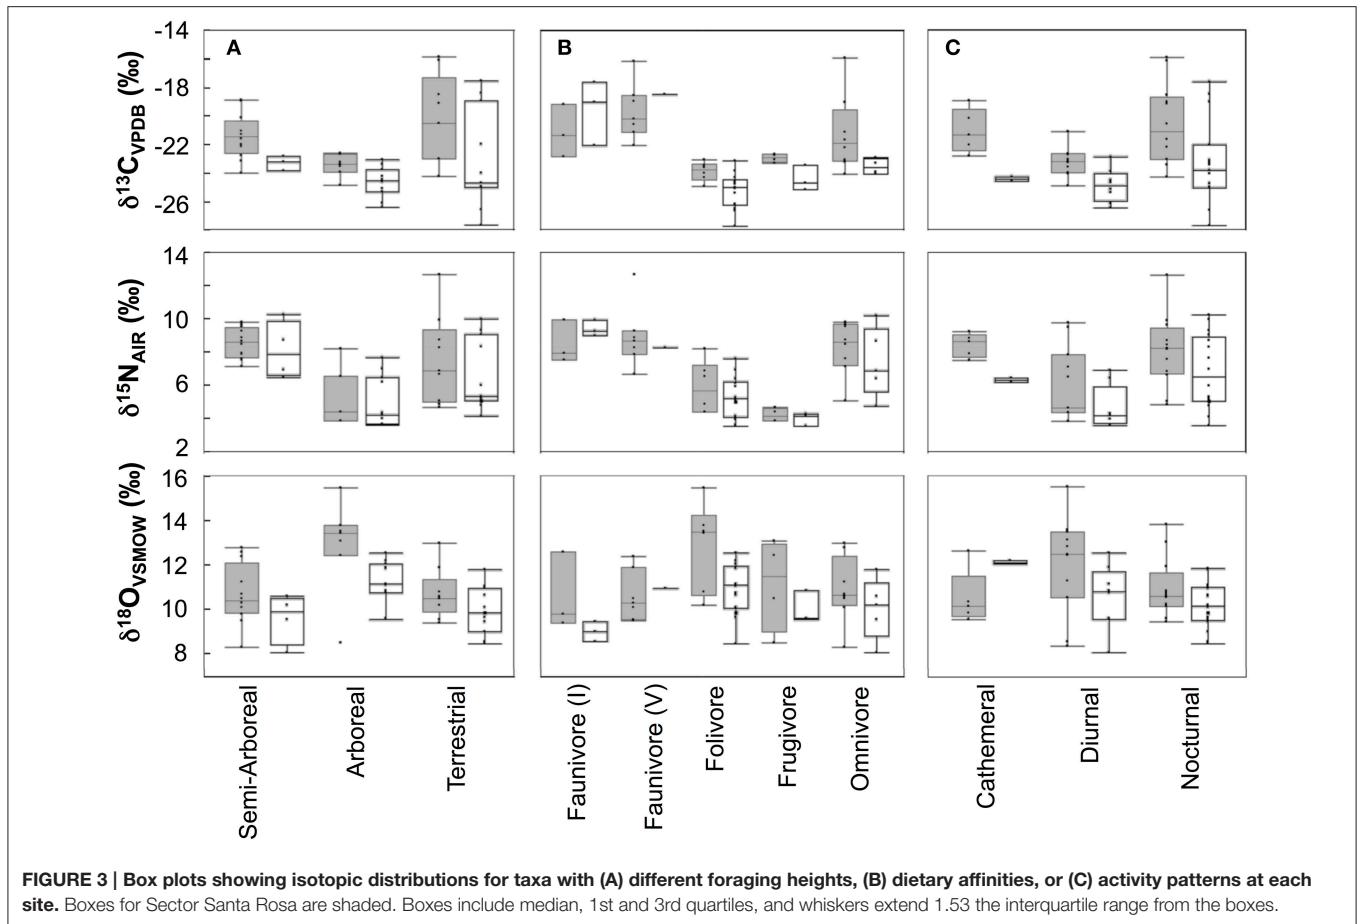 A
B
C
δ13CVPDB (‰)
-14
-18
-22
-26
δ15NAIR (‰)
14
10
6
2
δ18OVSMOW (‰)
16
14
12
10
8
Semi-Arboreal
Arboreal
Terrestrial
Faunivore (I)
Faunivore (V)
Folivore
Frugivore
Omnivore
Cathemeral
Diurnal
Nocturnal
FIGURE 3 | Box plots showing isotopic distributions for taxa with (A) different foraging heights, (B) dietary affinities, or (C) activity patterns at each
site. Boxes for Sector Santa Rosa are shaded. Boxes include median, 1st and 3rd quartiles, and whiskers extend 1.53 the interquartile range from the boxes.